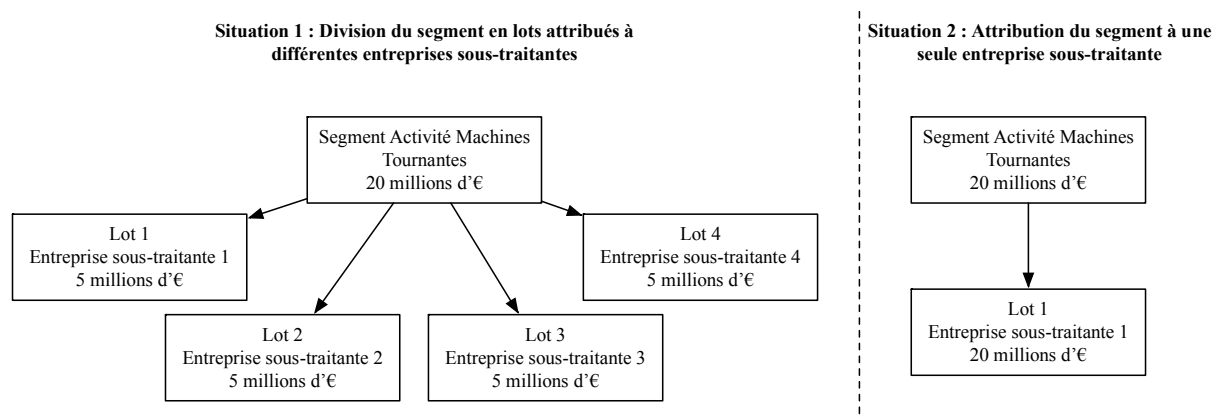 Situation 1 : Division du segment en lots attribués à
différentes entreprises sous-traitantes
Segment Activité Machines
Tournantes
20 millions d’€
Lot 1
Entreprise sous-traitante 1
5 millions d’€
Lot 2
Entreprise sous-traitante 2
5 millions d’€
Lot 3
Entreprise sous-traitante 3
5 millions d’€
Lot 4
Entreprise sous-traitante 4
5 millions d’€
Situation 2 : Attribution du segment à une
seule entreprise sous-traitante
Segment Activité Machines
Tournantes
20 millions d’€
Lot 1
Entreprise sous-traitante 1
20 millions d’€